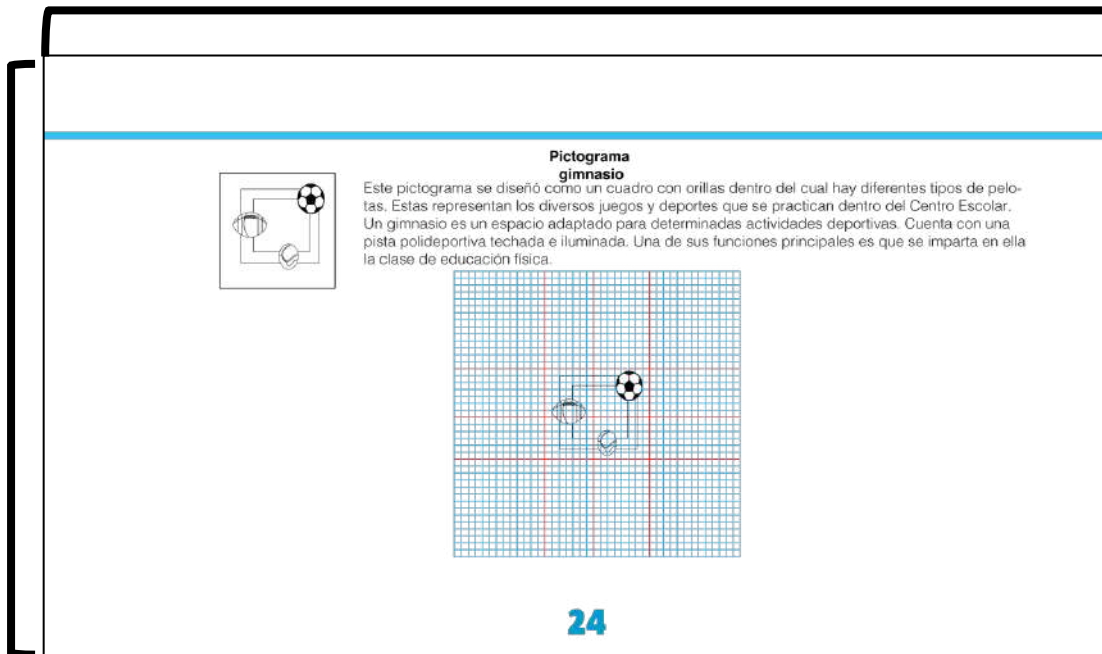 Pictograma
gimnasio
Este pictograma se diseñó como un cuadro con orillas dentro del cual hay diferentes tipos de pelo-
tas. Estas representan los diversos juegos y deportes que se practican dentro del Centro Escolar.
Un gimnasio es un espacio adaptado para determinadas actividades deportivas. Cuenta con una
pista polideportiva techada e iluminada. Una de sus funciones principales es que se imparta en ella
la clase de educación física.
24